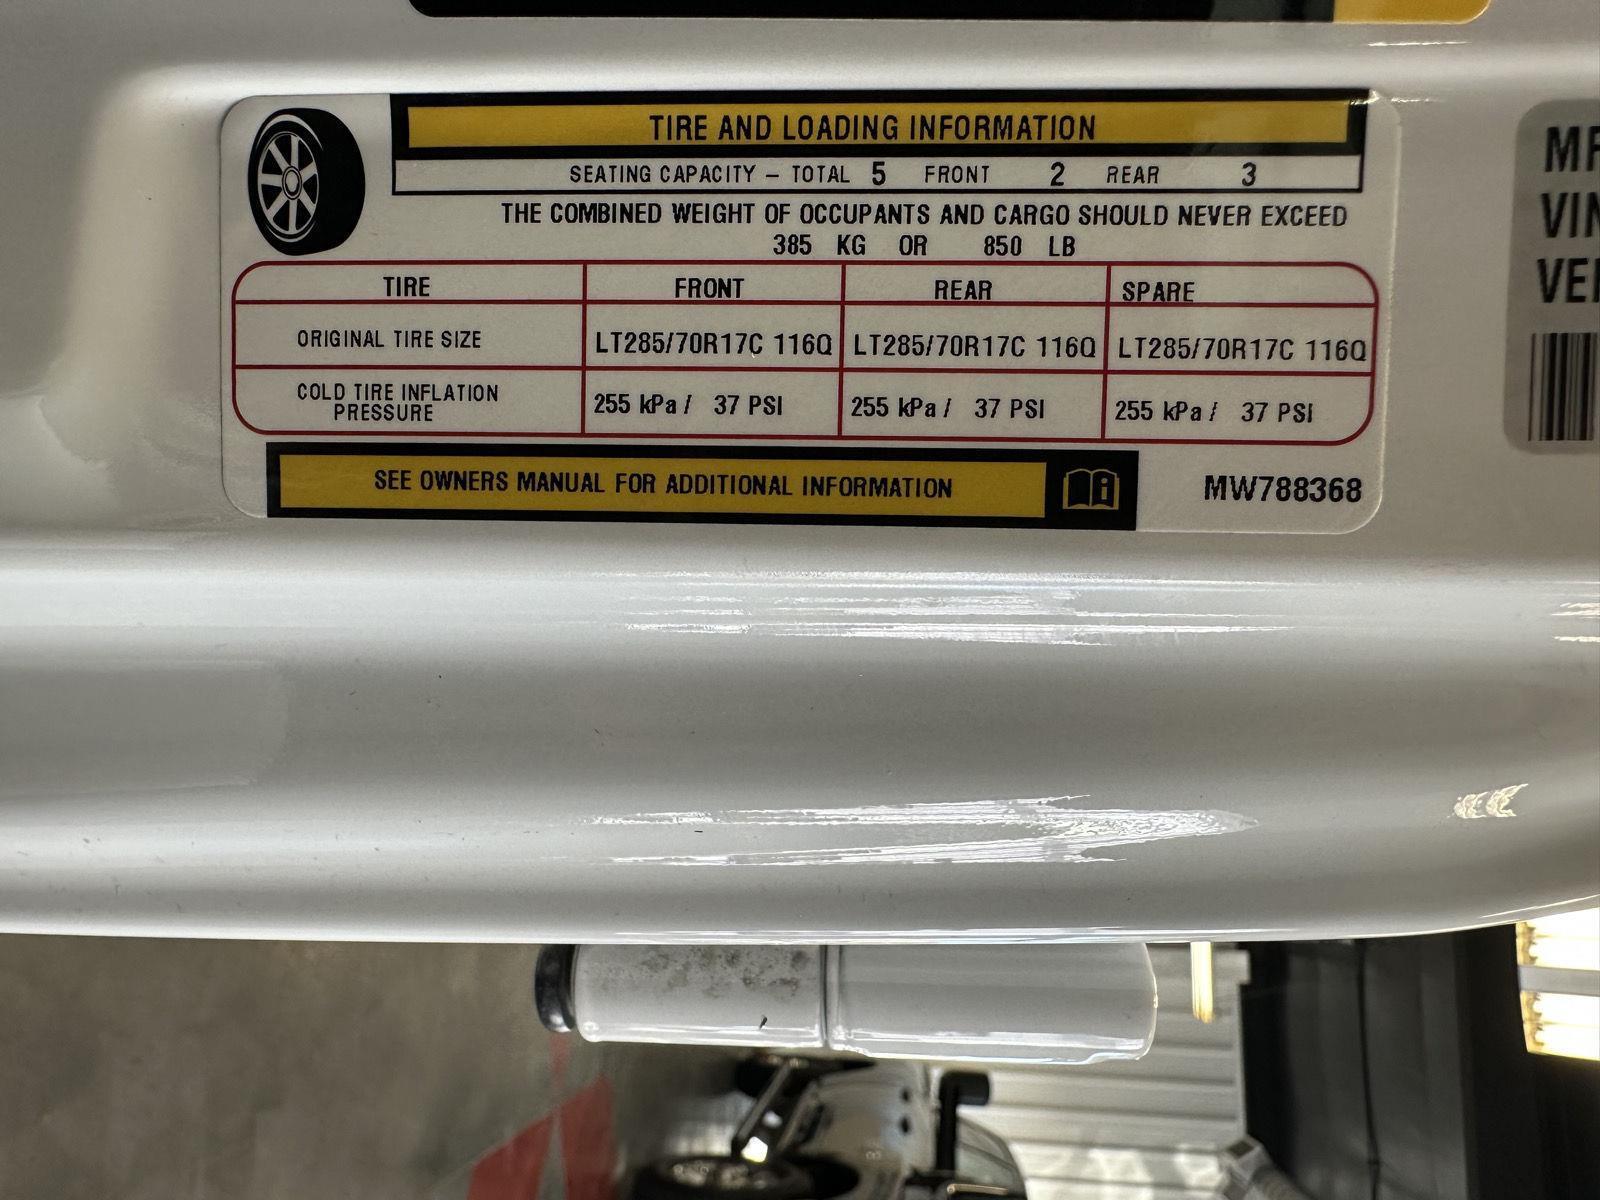 TIRE AND LOADING INFORMATION
SEATING CAPACITY – TOTAL 5 FRONT 2 REAR 3
THE COMBINED WEIGHT OF OCCUPANTS AND CARGO SHOULD NEVER EXCEED
385 KG OR 850 LB
TIRE FRONT REAR SPARE
ORIGINAL TIRE SIZE LT285/70R17C 116Q LT285/70R17C 116Q LT285/70R17C 116Q
COLD TIRE INFLATION
PRESSURE 255 kPa / 37 PSI 255 kPa / 37 PSI 255 kPa / 37 PSI
SEE OWNERS MANUAL FOR ADDITIONAL INFORMATION
MW788368
VIN